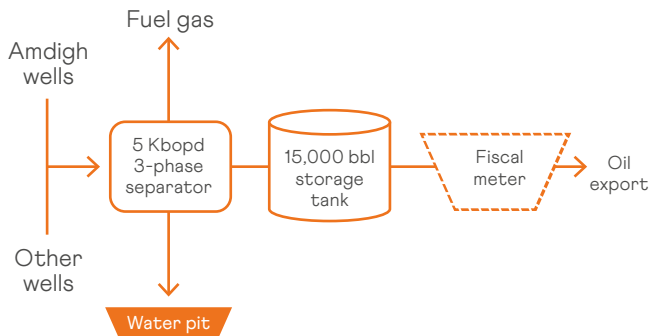 Fuel gas
Amdigh
wells
5 Kbopd
3-phase
separator
15,000 bbl
storage
tank
Fiscal
meter
Oil
export
Other
wells
Water pit